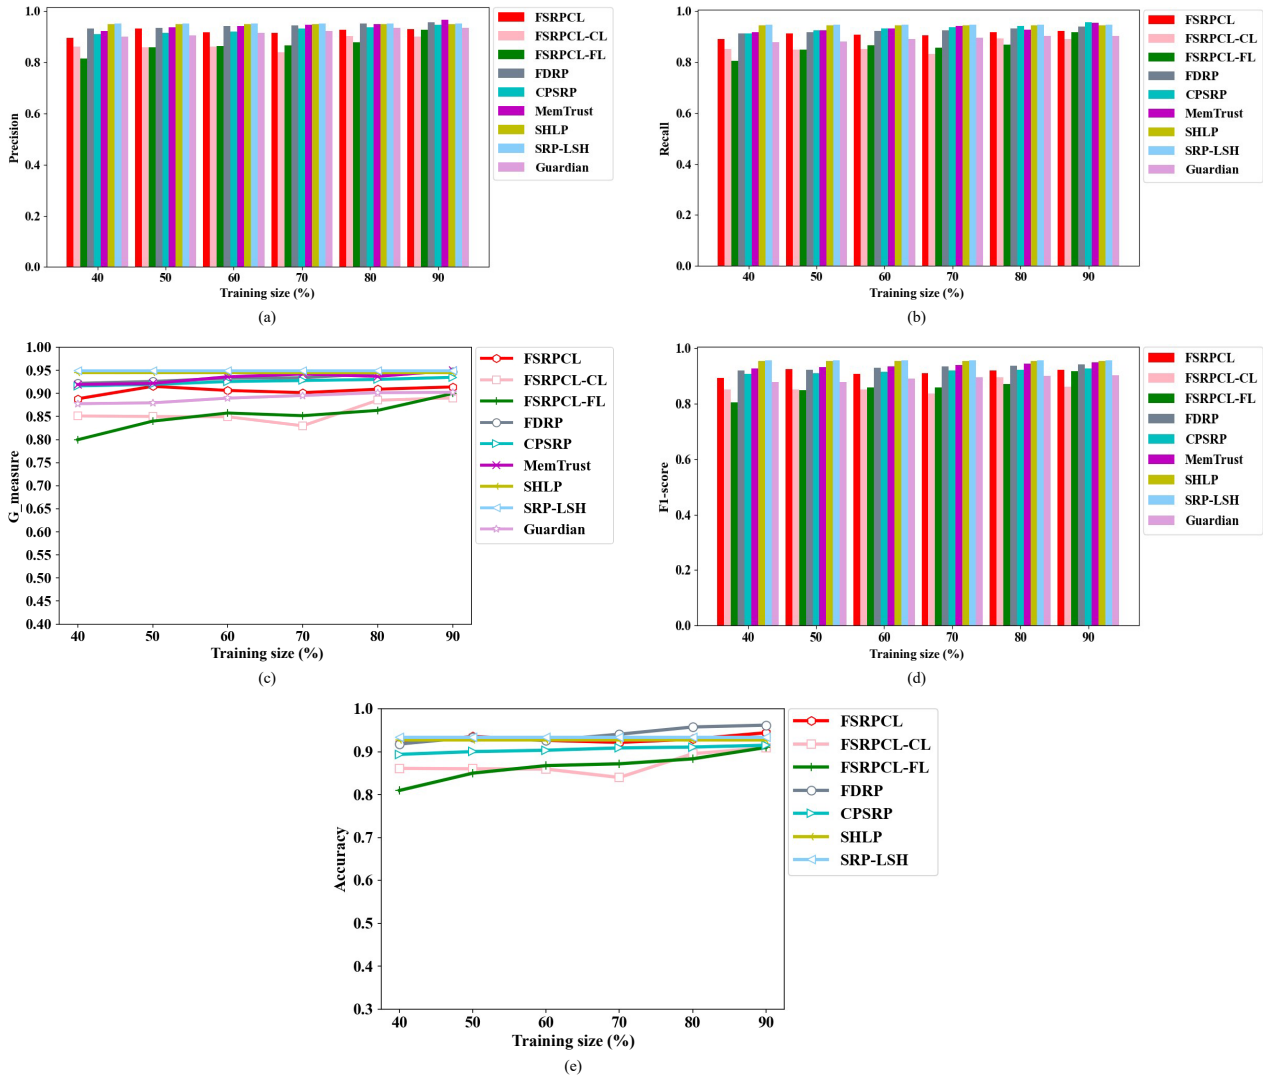 1.0
0.8
0.6
0.4
0.2
0.0
Precision
40 50 60 70 80 90
Training size (%)
FSRPCL
FSRPCL-CL
FSRPCL-FL
FDRP
CPSRP
MemTrust
SHLP
SRP-LSH
Guardian
(a)
1.0
0.8
0.6
0.4
0.2
0.0
Recall
40 50 60 70 80 90
Training size (%)
FSRPCL
FSRPCL-CL
FSRPCL-FL
FDRP
CPSRP
MemTrust
SHLP
SRP-LSH
Guardian
(b)
1.00
0.95
0.90
0.85
0.80
0.75
0.70
0.65
0.60
0.55
0.50
0.45
0.40
G_measure
40 50 60 70 80 90
Training size (%)
FSRPCL
FSRPCL-CL
FSRPCL-FL
FDRP
CPSRP
MemTrust
SHLP
SRP-LSH
Guardian
(c)
1.0
0.8
0.6
0.4
0.2
0.0
F1-score
40 50 60 70 80 90
Training size (%)
FSRPCL
FSRPCL-CL
FSRPCL-FL
FDRP
CPSRP
MemTrust
SHLP
SRP-LSH
Guardian
(d)
1.0
0.9
0.8
0.7
0.6
0.5
0.4
0.3
Accuracy
40 50 60 70 80 90
Training size (%)
FSRPCL
FSRPCL-CL
FSRPCL-FL
FDRP
CPSRP
SHLP
SRP-LSH
(e)